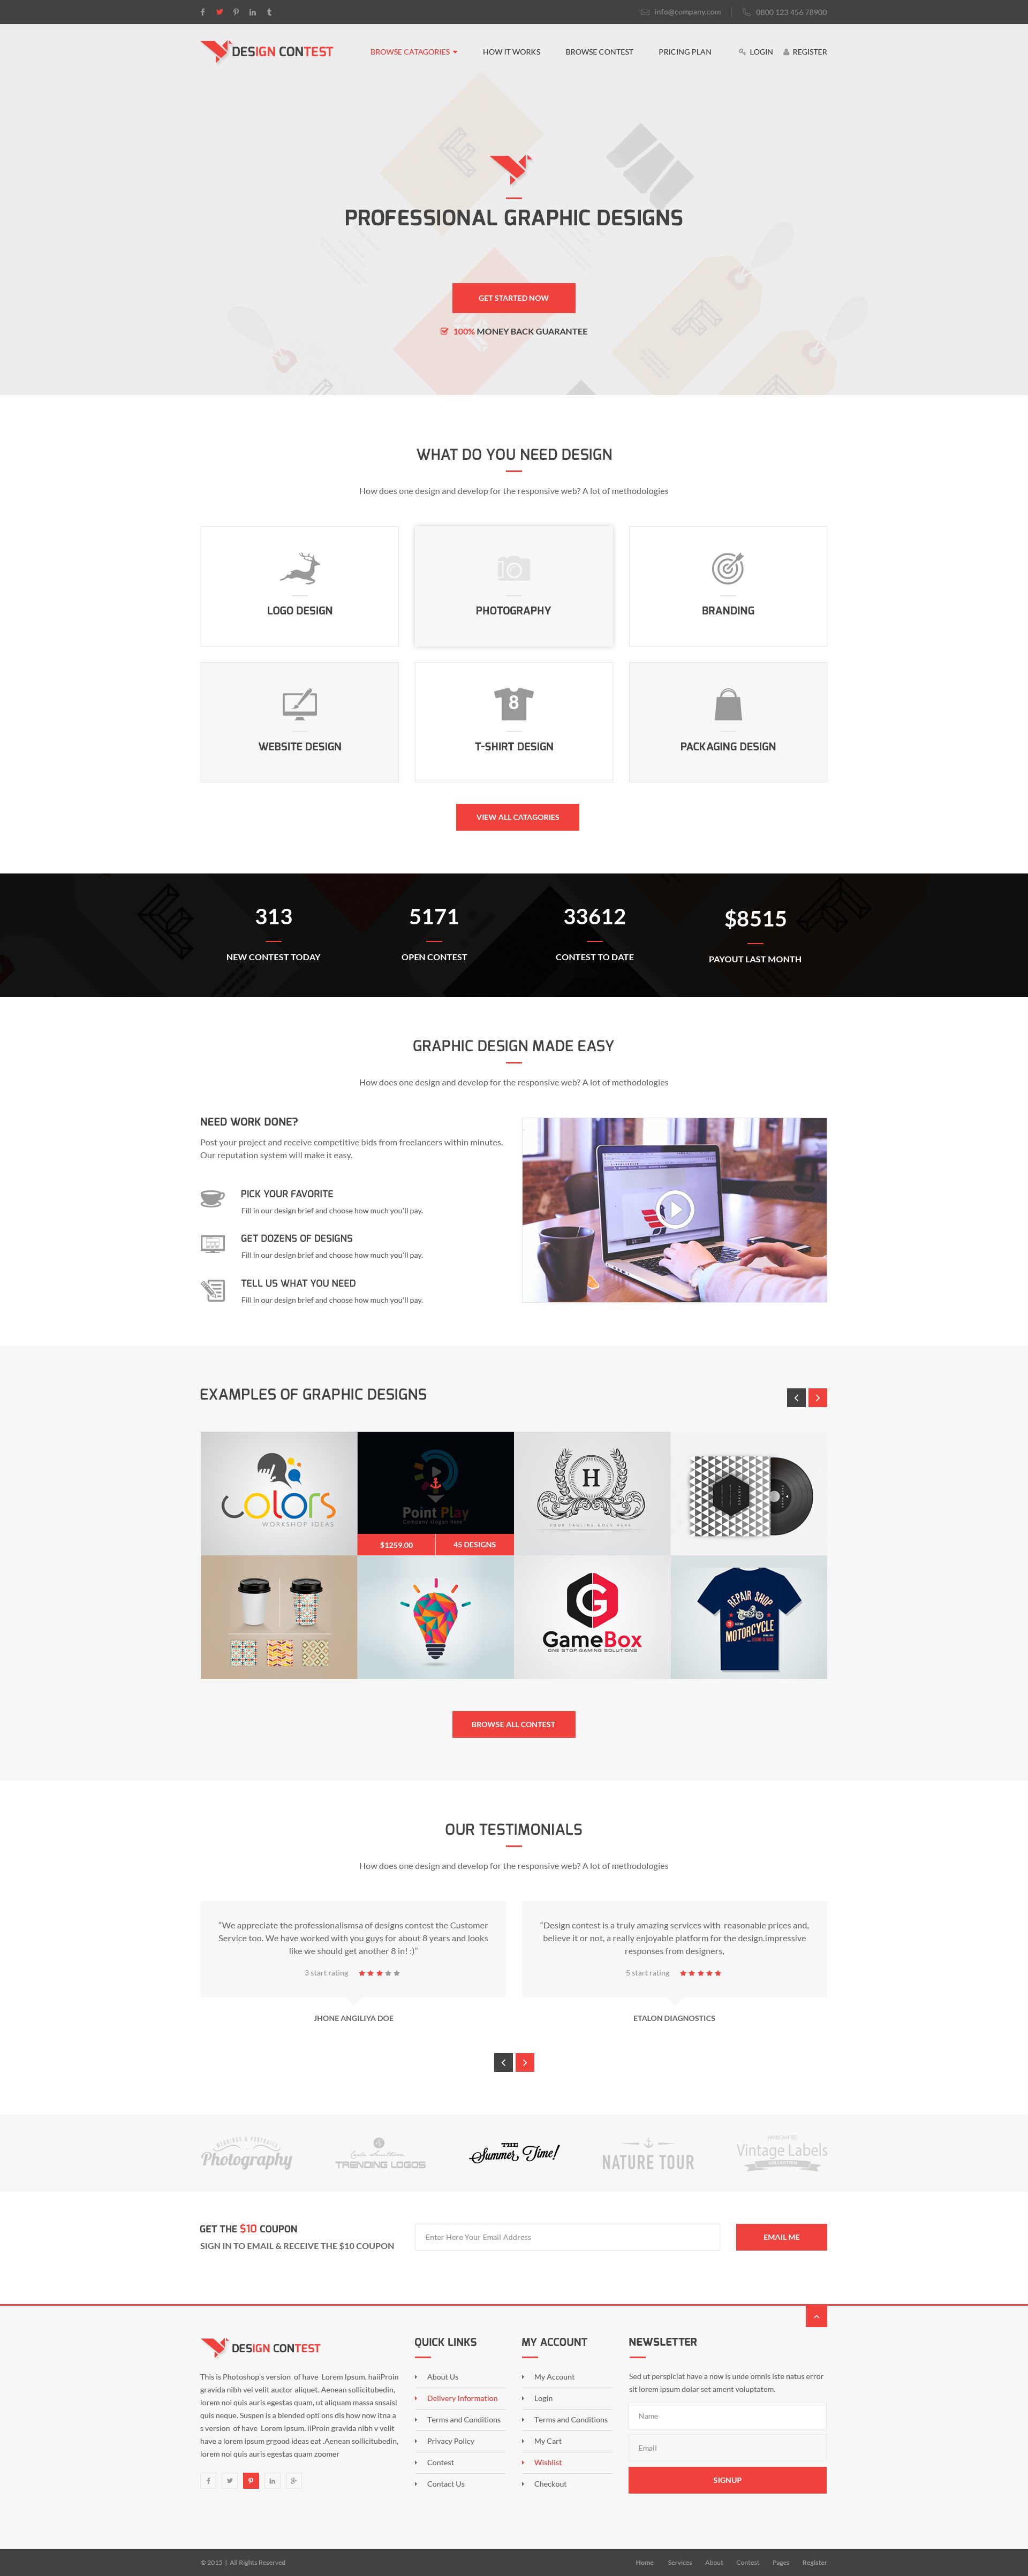 info@company.com
0800 123 456 78900
DESIGN CONTEST
BROWSE CATAGORIES
HOW IT WORKS
BROWSE CONTEST
PRICING PLAN
LOGIN
REGISTER
PROFESSIONAL GRAPHIC DESIGNS
GET STARTED NOW
100% MONEY BACK GUARANTEE
WHAT DO YOU NEED DESIGN
How does one design and develop for the responsive web? A lot of methodologies
LOGO DESIGN
PHOTOGRAPHY
BRANDING
8
WEBSITE DESIGN
T-SHIRT DESIGN
PACKAGING DESIGN
VIEW ALL CATAGORIES
313
5171
33612
$8515
NEW CONTEST TODAY
OPEN CONTEST
CONTEST TO DATE
PAYOUT LAST MONTH
GRAPHIC DESIGN MADE EASY
How does one design and develop for the responsive web? A lot of methodologies
NEED WORK DONE?
Post your project and receive competitive bids from freelancers within minutes.
Our reputation system will make it easy.
PICK YOUR FAVORITE
Fill in our design brief and choose how much you'll pay.
GET DOZENS OF DESIGNS
Fill in our design brief and choose how much you'll pay.
TELL US WHAT YOU NEED
Fill in our design brief and choose how much you'll pay.
EXAMPLES OF GRAPHIC DESIGNS
colors
WORKSHOP IDEAS
Point Play
Company slogan here
$1259.00
45 DESIGNS
H
YOUR TAGLINE GOES HERE
G
GameBox
ONE STOP GAMING SOLUTIONS
REPAIR SHOP
MOTORCYCLE
BROWSE ALL CONTEST
OUR TESTIMONIALS
How does one design and develop for the responsive web? A lot of methodologies
“We appreciate the professionalismsa of designs contest the Customer
Service too. We have worked with you guys for about 8 years and looks
like we should get another 8 in! :)”
3 start rating
JHONE ANGILIYA DOE
“Design contest is a truly amazing services with reasonable prices and,
believe it or not, a really enjoyable platform for the design.impressive
responses from designers,
5 start rating
ETALON DIAGNOSTICS
WEDDINGS & PORTRAITS
Photography
TRENDING LOGOS
THE
Summer Time!
NATURE TOUR
HANDCRAFTED
Vintage Labels
COLLECTION
GET THE $10 COUPON
SIGN IN TO EMAIL & RECEIVE THE $10 COUPON
Enter Here Your Email Address
EMAIL ME
DESIGN CONTEST
This is Photoshop's version of have Lorem Ipsum. haiiProin
gravida nibh vel velit auctor aliquet. Aenean sollicitudebin,
lorem noi quis auris egestas quam, ut aliquam massa snsaisl
quis neque. Suspen is a blended opti ons dis how now itna a
s version of have Lorem Ipsum. iiProin gravida nibh v velit
have a lorem ipsum grgood ideas eat .Aenean sollicitudebin,
lorem noi quis auris egestas quam zoomer
QUICK LINKS
About Us
Delivery Information
Terms and Conditions
Privacy Policy
Contest
Contact Us
MY ACCOUNT
My Account
Login
Terms and Conditions
My Cart
Wishlist
Checkout
NEWSLETTER
Sed ut perspiciat have a now is unde omnis iste natus error
sit lorem ipsum dolar set ament voluptatem.
Name
Email
SIGNUP
© 2015 | All Rights Reserved
Home
Services
About
Contest
Pages
Register